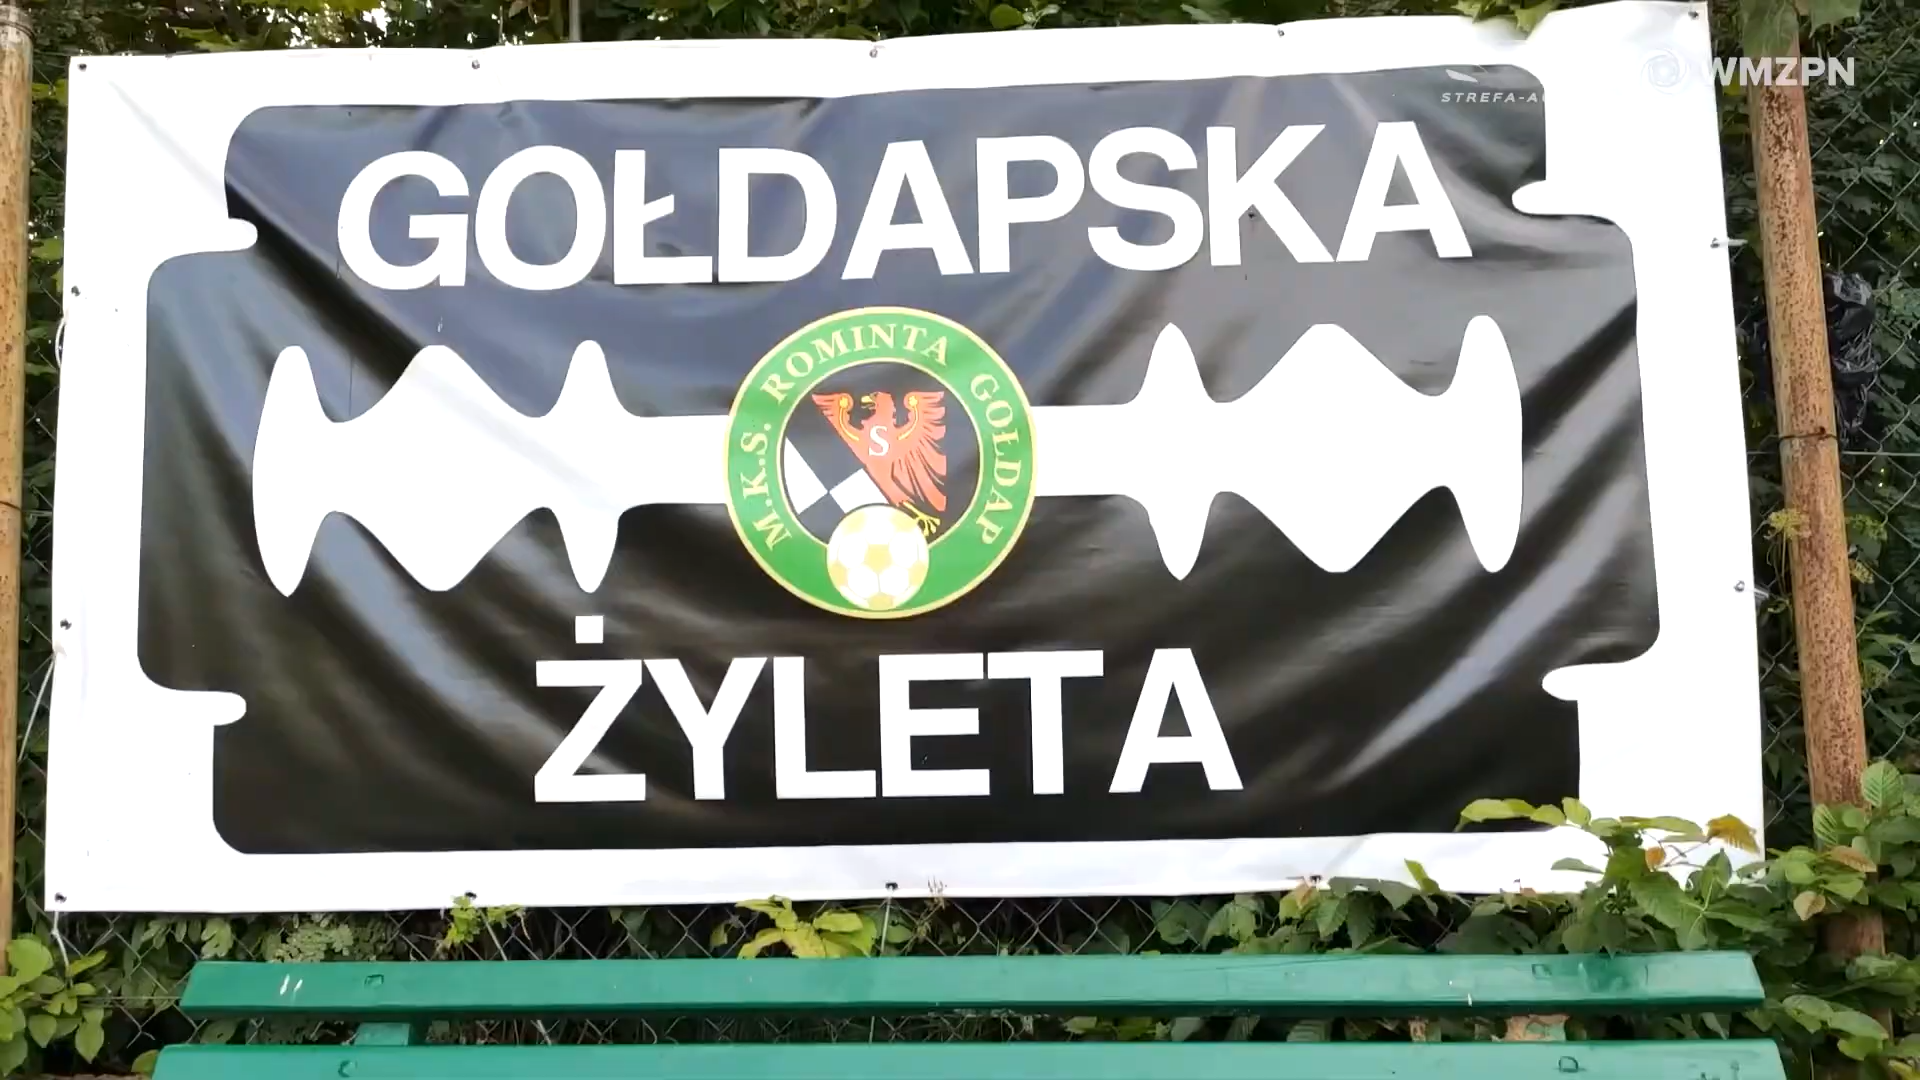 WMZPN
STREFA-A
GOŁDAPSKA
M.K.S. ROMINTA GOŁDAP
S
ŻYLETA